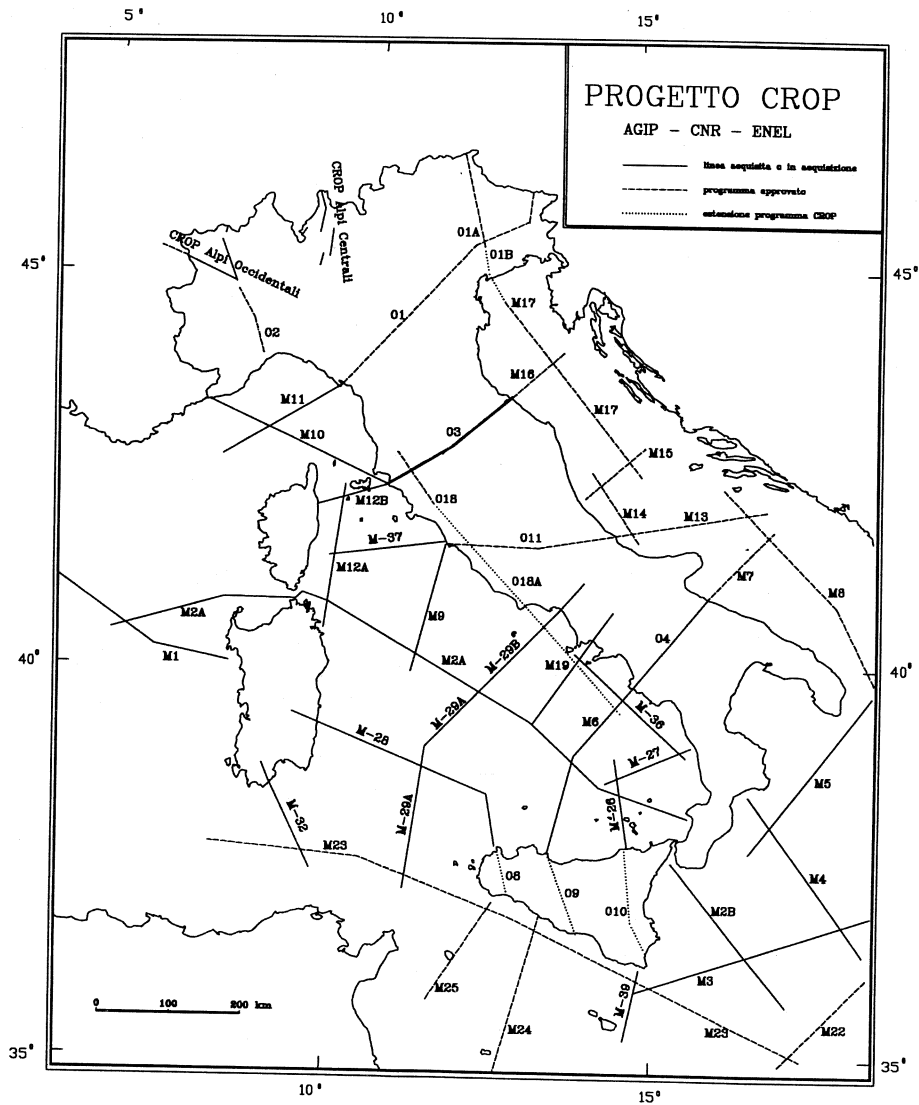 5° 10° 15°
PROGETTO CROP
AGIP – CNR – ENEL
linea acquisita o in acquisizione
programma approvato
estensione programma CROP
CROP Alpi Centrali
CROP Alpi Occidentali
01A
01B
45° 45°
M17
02
01
M16
M11
M17
M10
03
M15
M12B
018
M14
M13
M-37
011
M12A
018A
M7
M2A
M8
M9
04
M1
M2A
M-29B
M19
40° 40°
M-29A
M6
M-36
M-28
M-27
M5
M-32
M-29A
M-26
M23
08
09
010
M4
M2B
M25
M3
M-39
0 100 200 km
M24
M23
M22
35° 35°
10° 15°